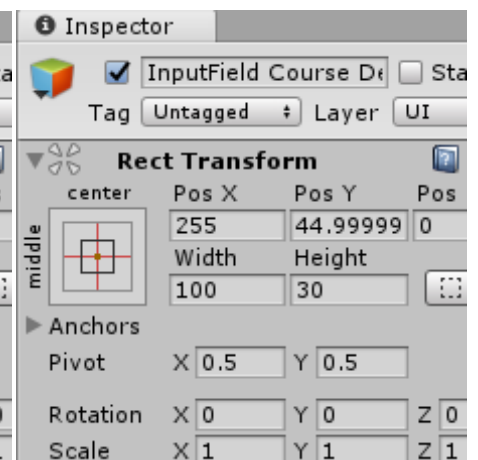 Inspector
InputField Course De Sta
Tag Untagged Layer UI
Rect Transform
center Pos X Pos Y Pos
255 44.99999 0
middle
Width Height
100 30
Anchors
Pivot X 0.5 Y 0.5
Rotation X 0 Y 0 Z 0
Scale X 1 Y 1 Z 1